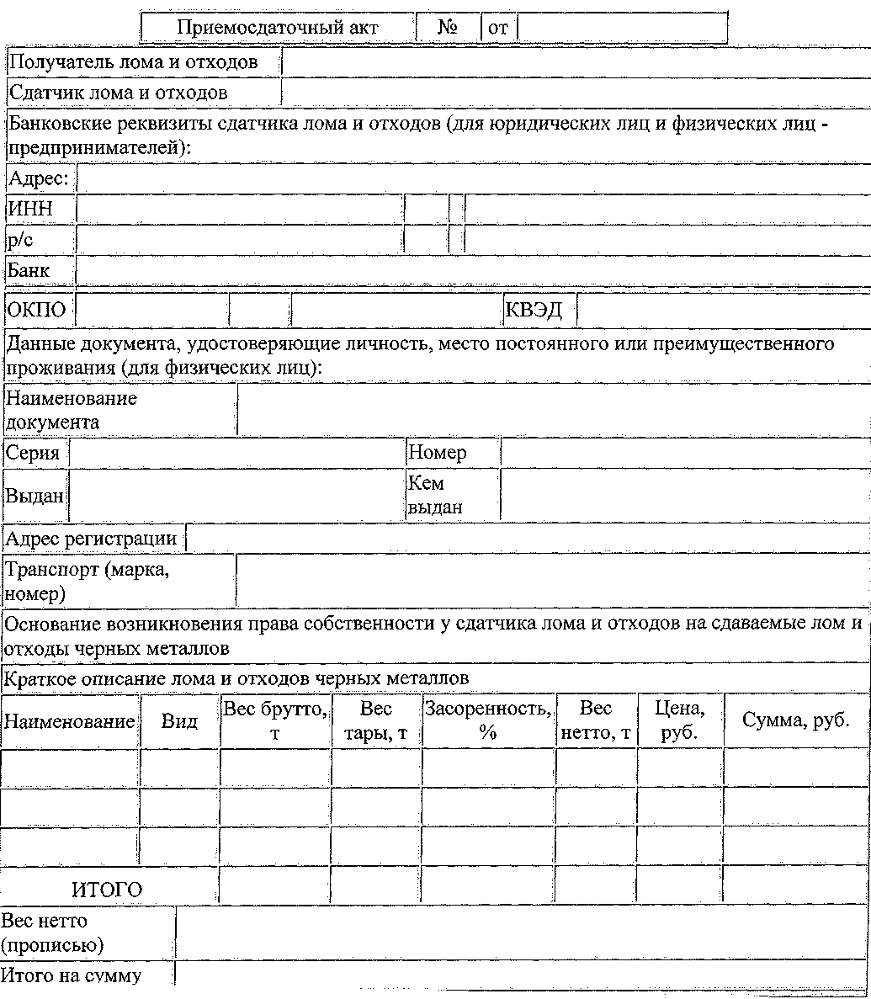 Приемосдаточный акт № от
Получатель лома и отходов
Сдатчик лома и отходов
Банковские реквизиты сдатчика лома и отходов (для юридических лиц и физических лиц -
предпринимателей):
Адрес:
ИНН
р/с
Банк
ОКПО КВЭД
Данные документа, удостоверяющие личность, место постоянного или преимущественного
проживания (для физических лиц):
Наименование
документа
Серия Номер
Выдан Кем
выдан
Адрес регистрации
Транспорт (марка,
номер)
Основание возникновения права собственности у сдатчика лома и отходов на сдаваемые лом и
отходы черных металлов
Краткое описание лома и отходов черных металлов
Наименование Вид Вес брутто, т Вес тары, т Засоренность, % Вес нетто, т Цена, руб. Сумма, руб.
ИТОГО
Вес нетто
(прописью)
Итого на сумму